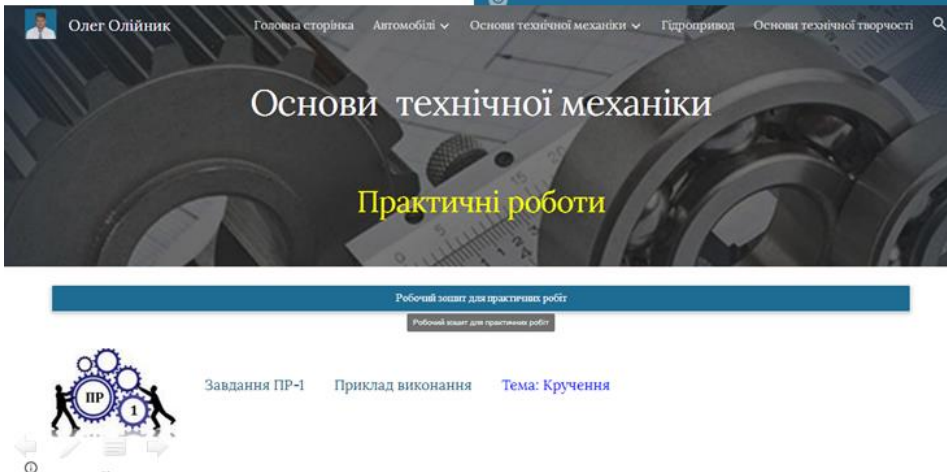 Олег Олійник Головна сторінка Автомобілі Основи технічної механіки Гідропривод Основи технічної творчості
Основи технічної механіки
Практичні роботи
Робочий зошит для практичних робіт
Робочий зошит для практичних робіт
Завдання ПР-1 Приклад виконання Тема: Кручення
ПР
1